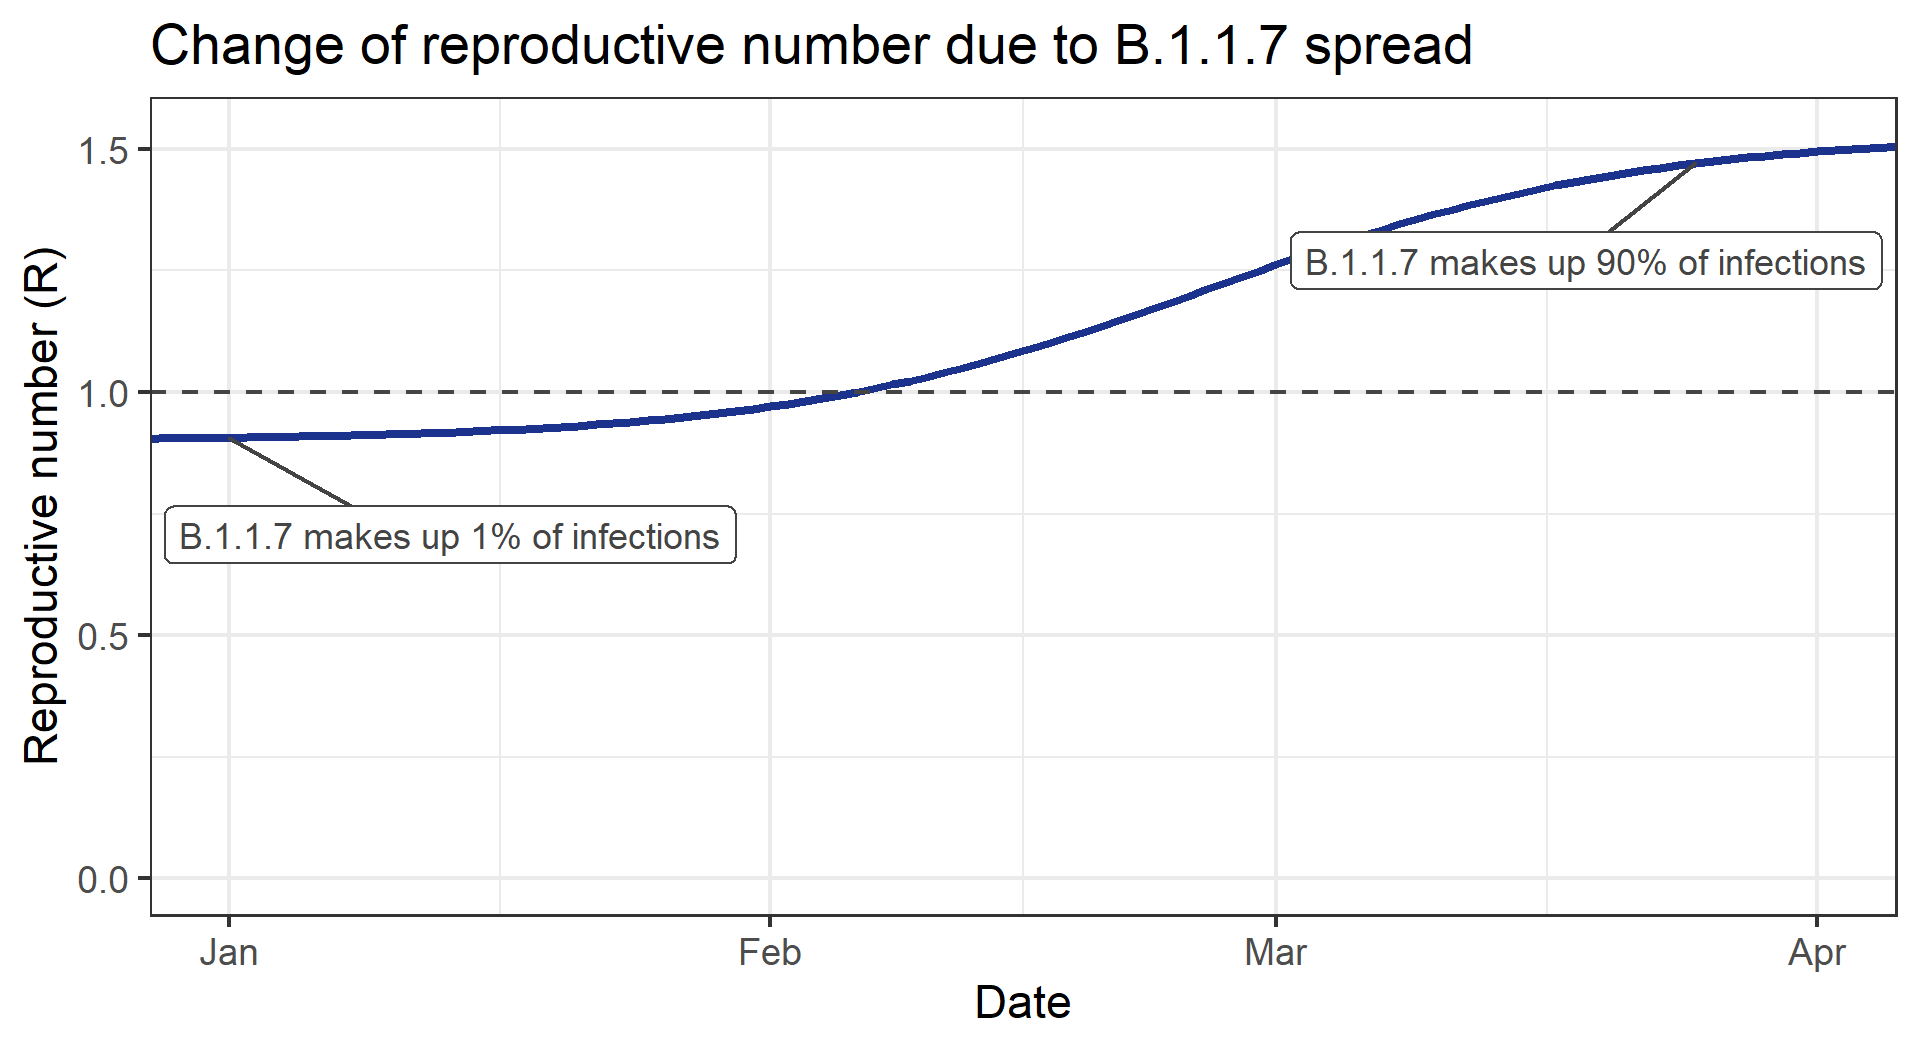 Change of reproductive number due to B.1.1.7 spread
Reproductive number (R)
1.5
1.0
0.5
0.0
B.1.1.7 makes up 90% of infections
B.1.1.7 makes up 1% of infections
Jan
Feb
Mar
Apr
Date